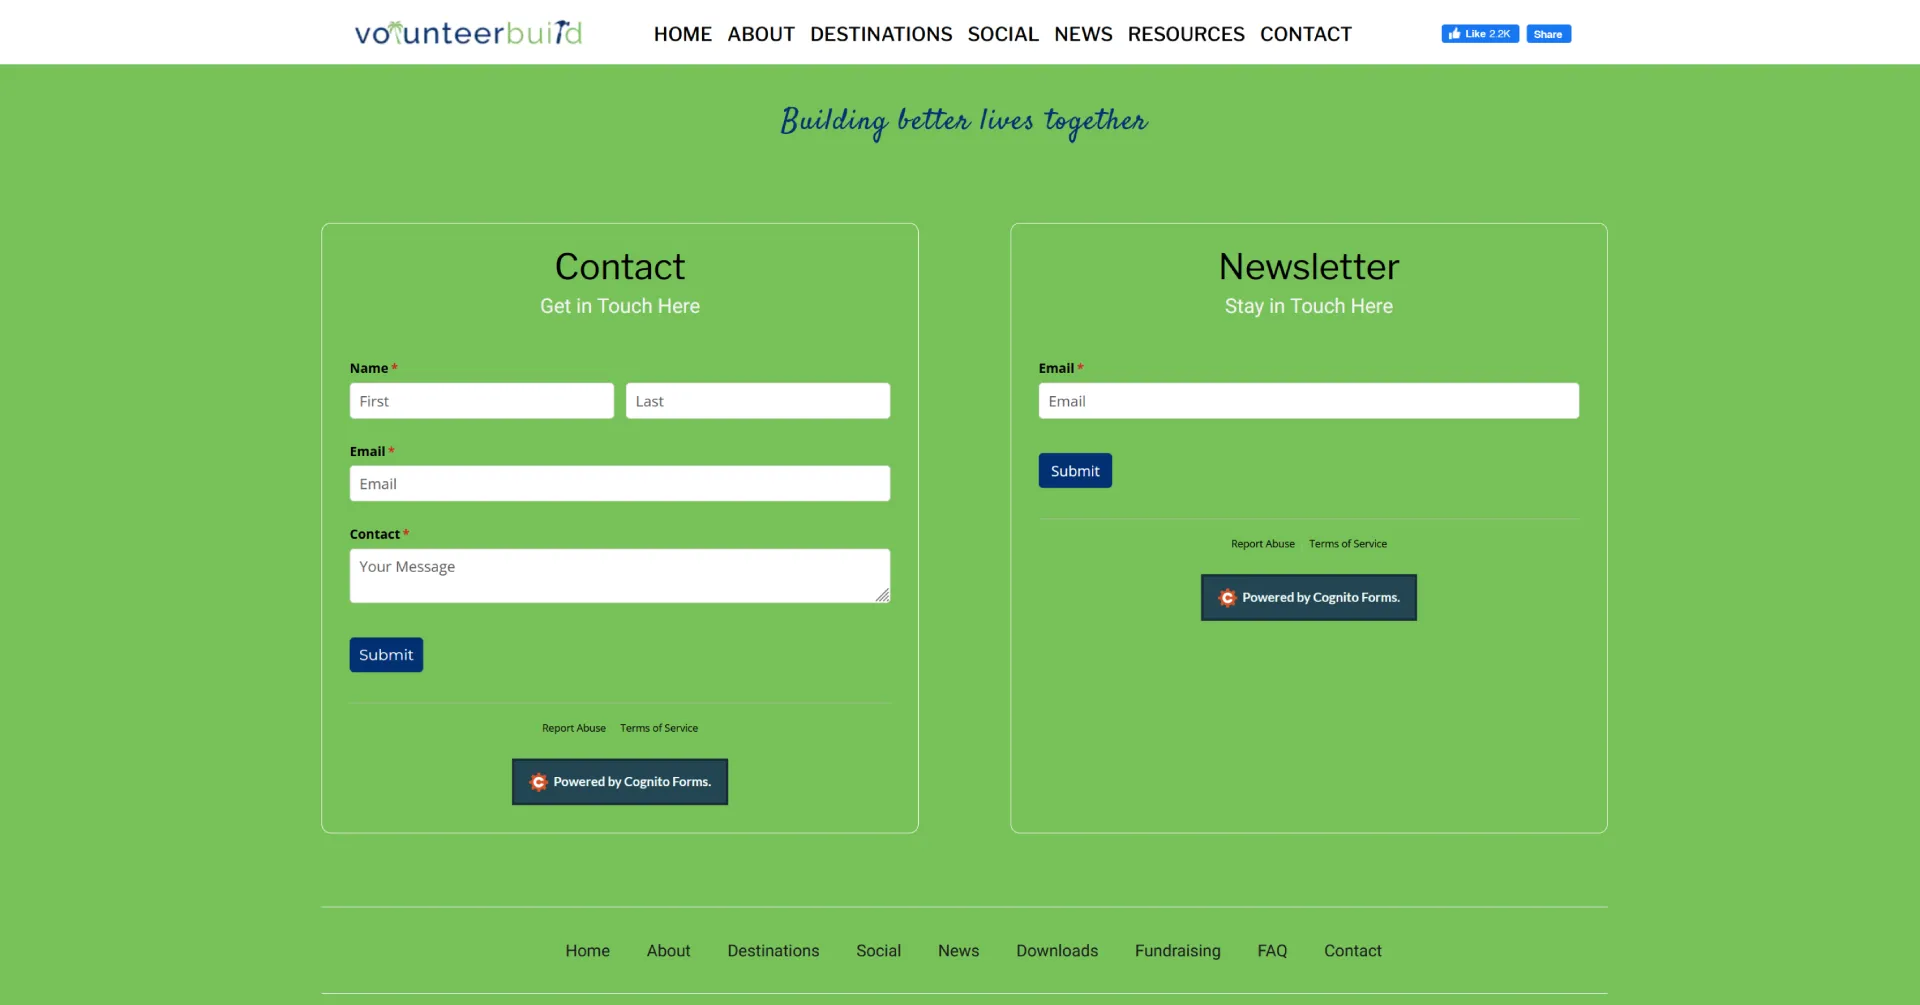 volunteerbuild
HOME ABOUT DESTINATIONS SOCIAL NEWS RESOURCES CONTACT
Like 2.2K Share
Building better lives together
Contact
Get in Touch Here
Name *
First Last
Email *
Email
Contact *
Your Message
Submit
Report Abuse Terms of Service
Powered by Cognito Forms.
Newsletter
Stay in Touch Here
Email *
Email
Submit
Report Abuse Terms of Service
Powered by Cognito Forms.
Home About Destinations Social News Downloads Fundraising FAQ Contact